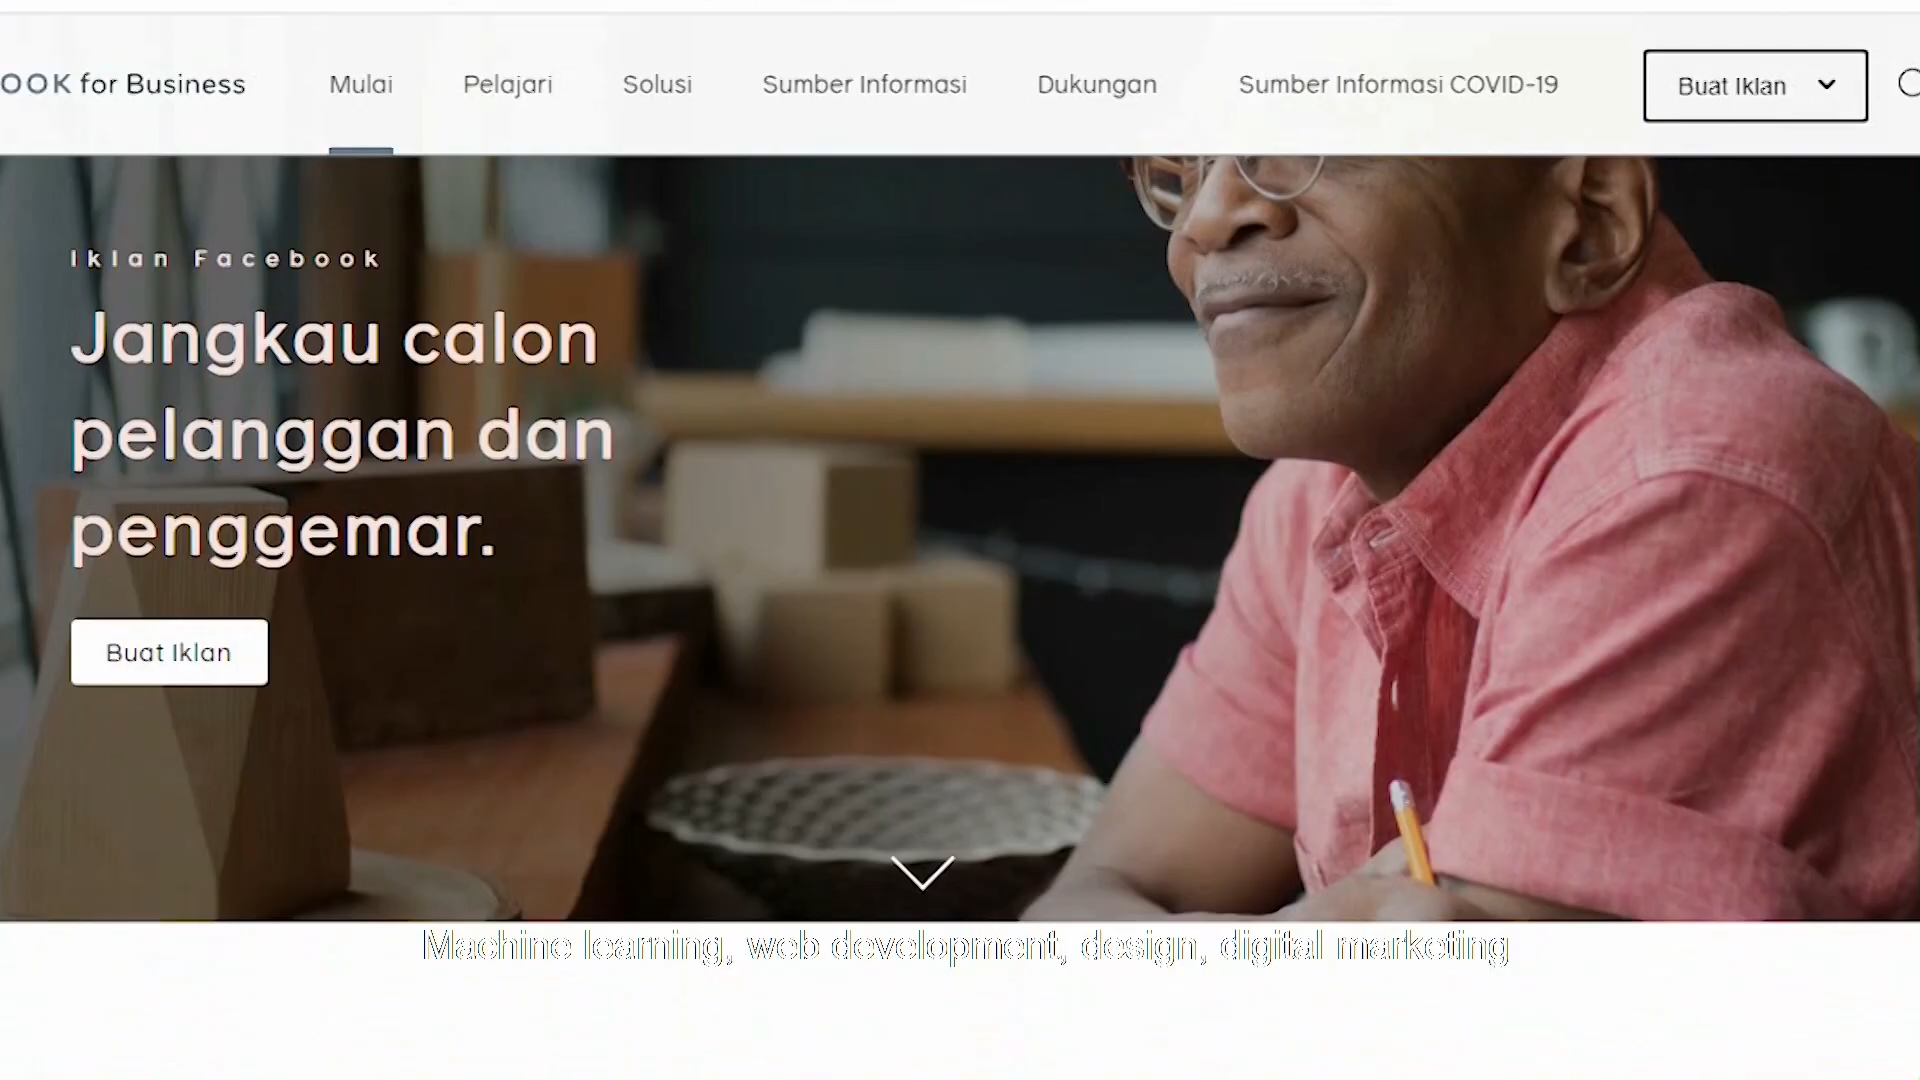 OOK for Business
Mulai
Pelajari
Solusi
Sumber Informasi
Dukungan
Sumber Informasi COVID-19
Buat Iklan
Iklan Facebook
Jangkau calon
pelanggan dan
penggemar.
Buat Iklan
Machine learning, web development, design, digital marketing